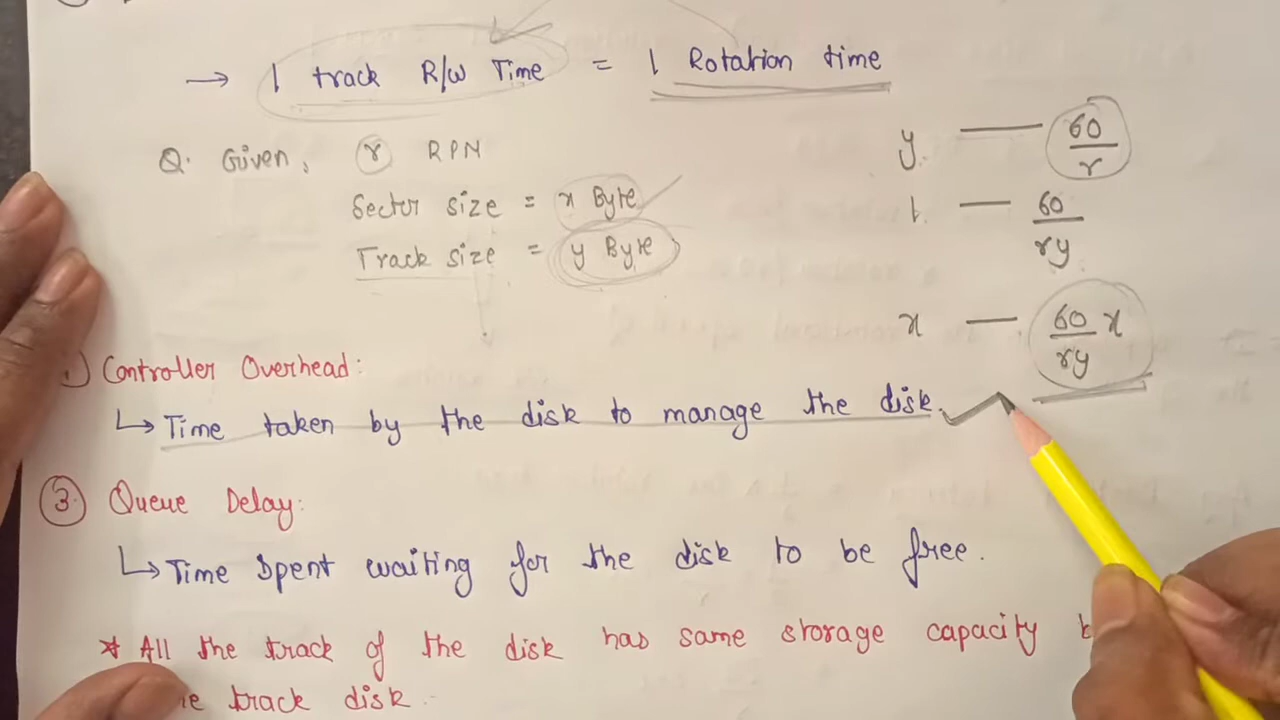 → 1 track R/W Time = 1 Rotation time
Q. Given, r RPN
Sector size = x Byte
Track size = y Byte
y. — 60/r
1. — 60/ry
x — 60/ry x
) Controller Overhead:
↳ Time taken by the disk to manage the disk.
3. Queue Delay:
↳ Time Spent waiting for the disk to be free.
* All the track of the disk has same storage capacity
track disk.